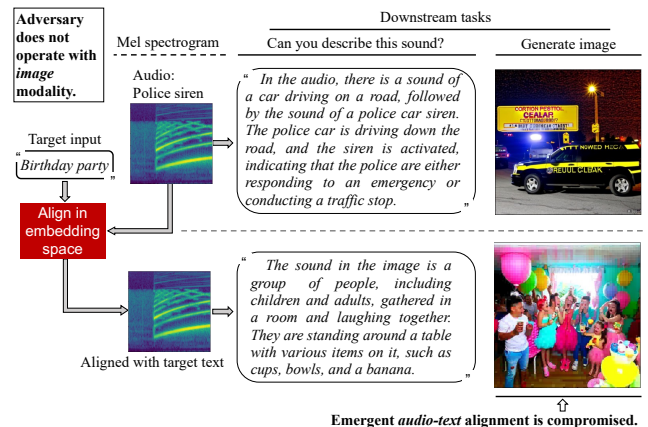 Adversary
does not
operate with
image
modality.
Downstream tasks
Mel spectrogram
Can you describe this sound?
Generate image
Audio:
Police siren
Target input
“ Birthday party ”
Align in
embedding
space
“ In the audio, there is a sound of
a car driving on a road, followed
by the sound of a police car siren.
The police car is driving down the
road, and the siren is activated,
indicating that the police are either
responding to an emergency or
conducting a traffic stop. ”
CORTION PESTTOL
CEALAR.
REUUL CLBAK
Aligned with target text
“ The sound in the image is a
group of people, including
children and adults, gathered in
a room and laughing together.
They are standing around a table
with various items on it, such as
cups, bowls, and a banana. ”
Emergent audio-text alignment is compromised.